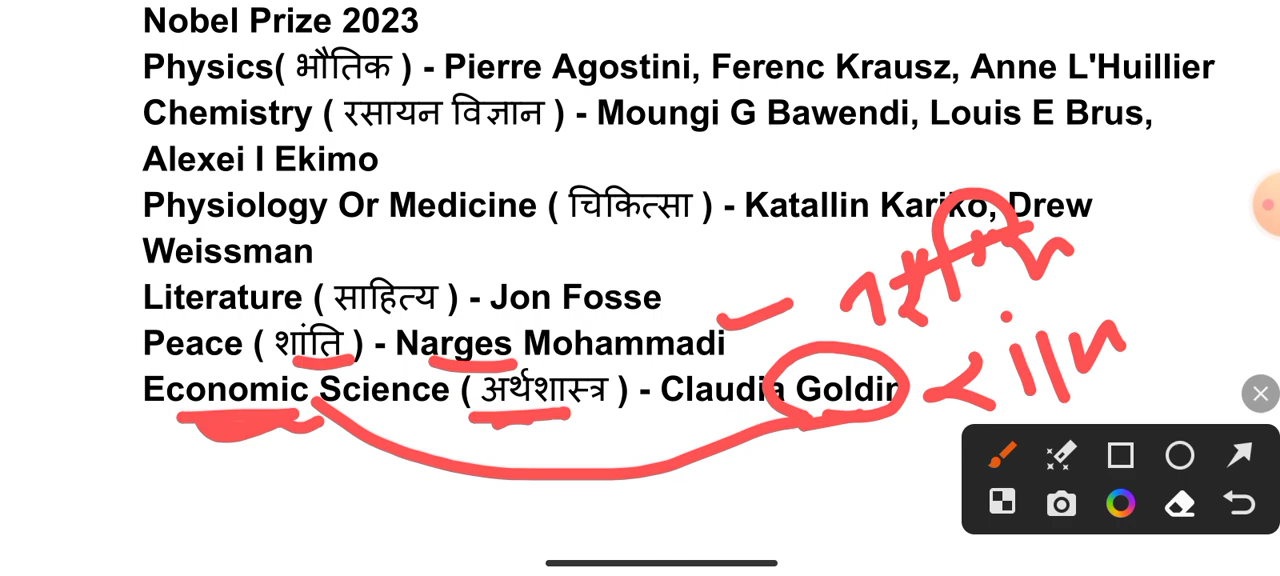 Nobel Prize 2023
Physics( भौतिक ) - Pierre Agostini, Ferenc Krausz, Anne L'Huillier
Chemistry ( रसायन विज्ञान ) - Moungi G Bawendi, Louis E Brus,
Alexei I Ekimo
Physiology Or Medicine ( चिकित्सा ) - Katallin Kariko, Drew
Weissman
Literature ( साहित्य ) - Jon Fosse
Peace ( शांति ) - Narges Mohammadi
Economic Science ( अर्थशास्त्र ) - Claudia Goldin